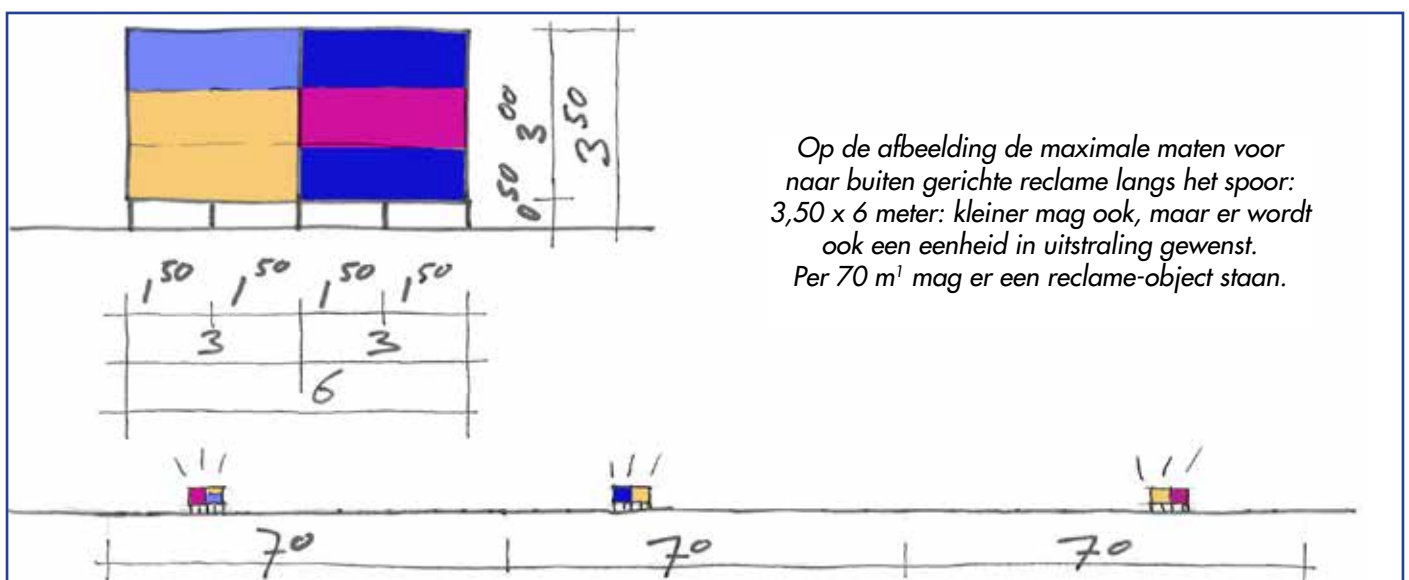 0,50 3,00
3,50
Op de afbeelding de maximale maten voor
naar buiten gerichte reclame langs het spoor:
3,50 x 6 meter: kleiner mag ook, maar er wordt
ook een eenheid in uitstraling gewenst.
Per 70 m¹ mag er een reclame-object staan.
1,50 1,50 1,50 1,50
3 3
6
70 70 70